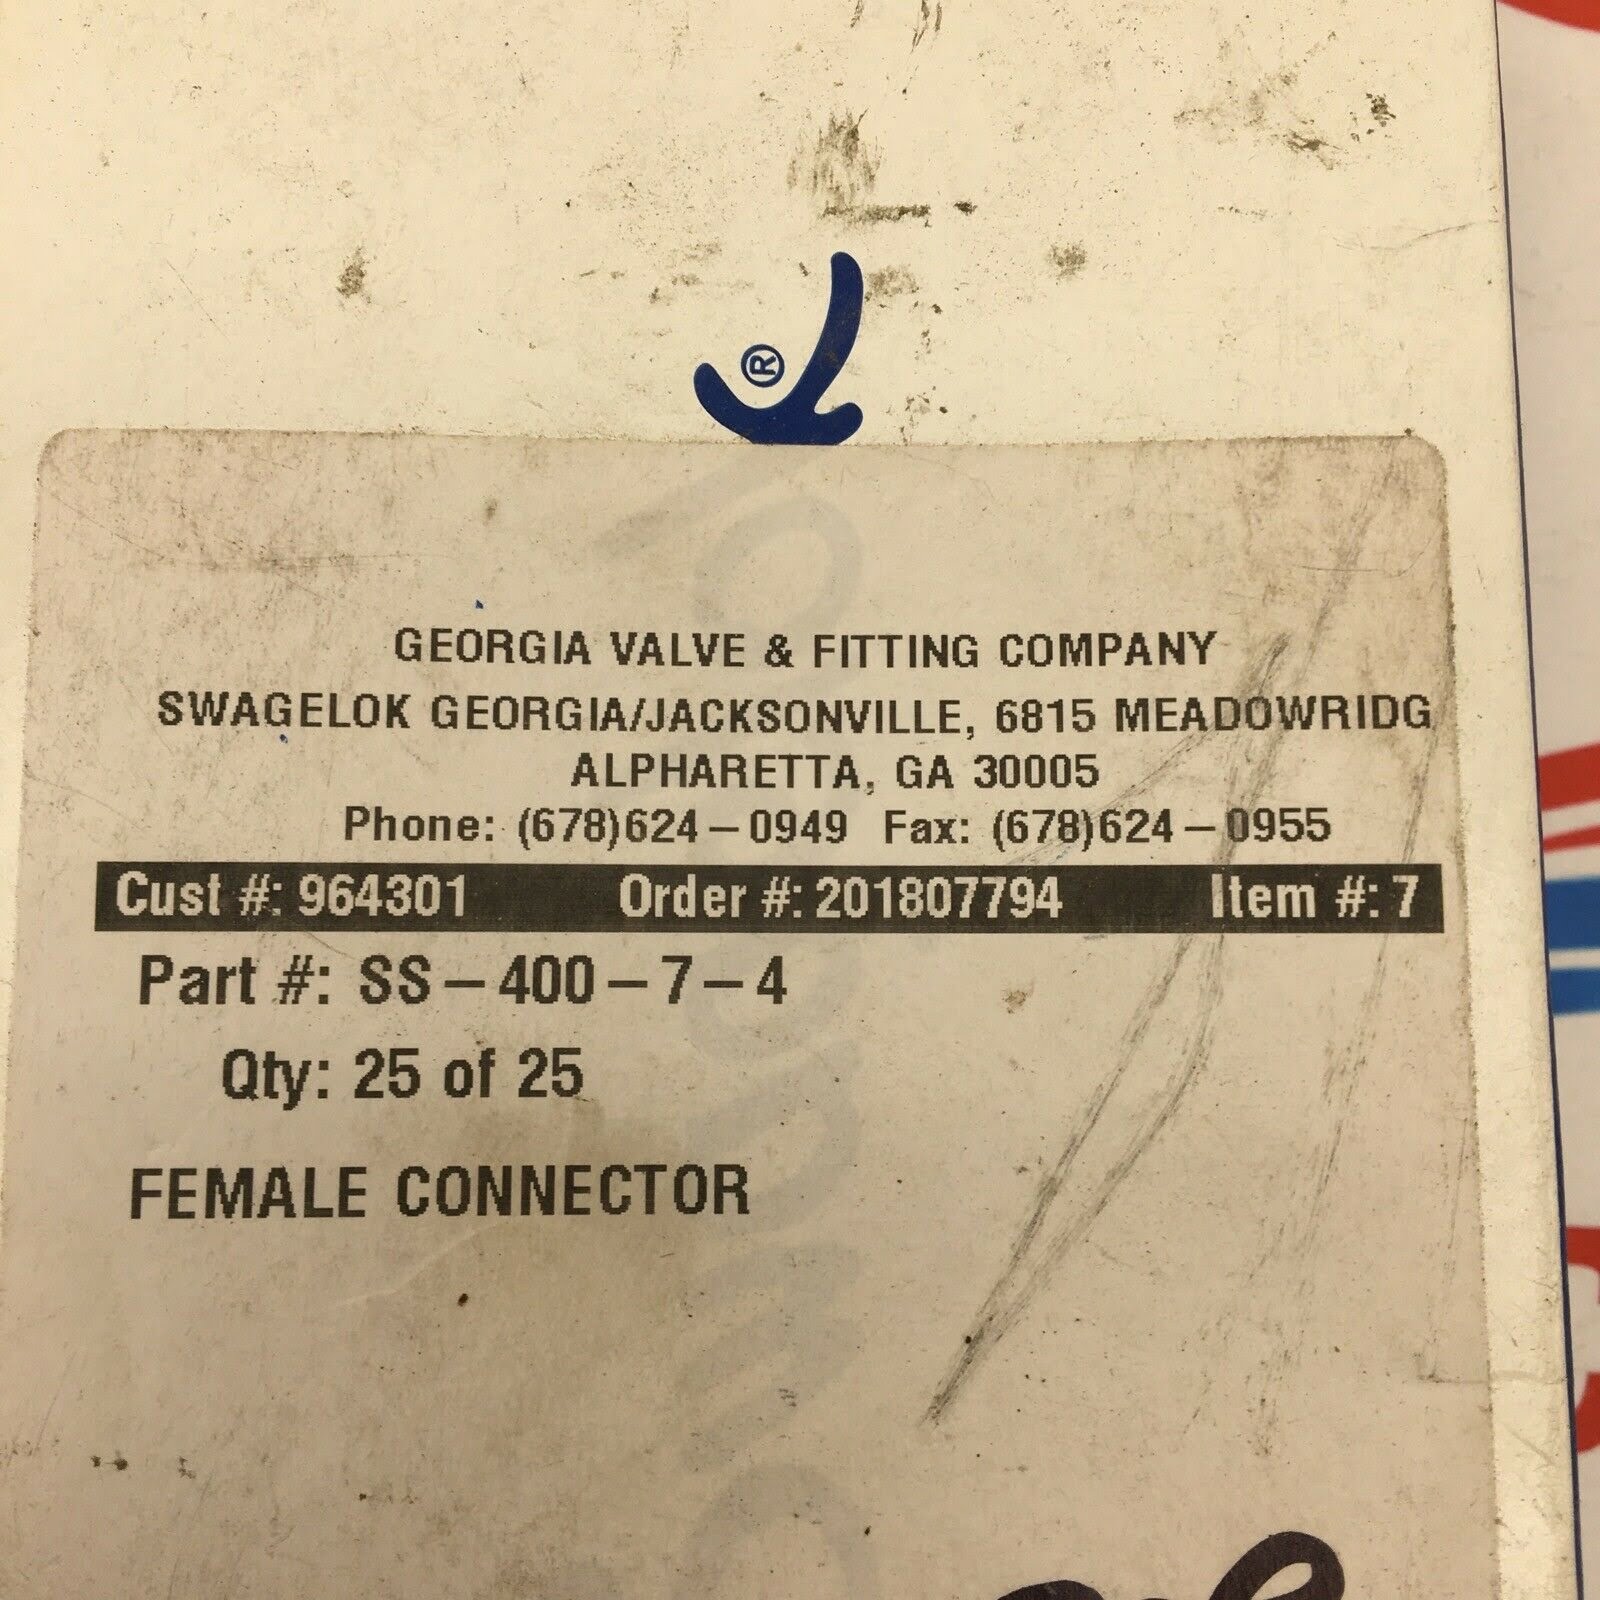 ®
GEORGIA VALVE & FITTING COMPANY
SWAGELOK GEORGIA/JACKSONVILLE, 6815 MEADOWRIDG
ALPHARETTA, GA 30005
Phone: (678)624-0949 Fax: (678)624-0955
Cust #: 964301 Order #: 201807794 Item #: 7
Part #: SS-400-7-4
Qty: 25 of 25
FEMALE CONNECTOR